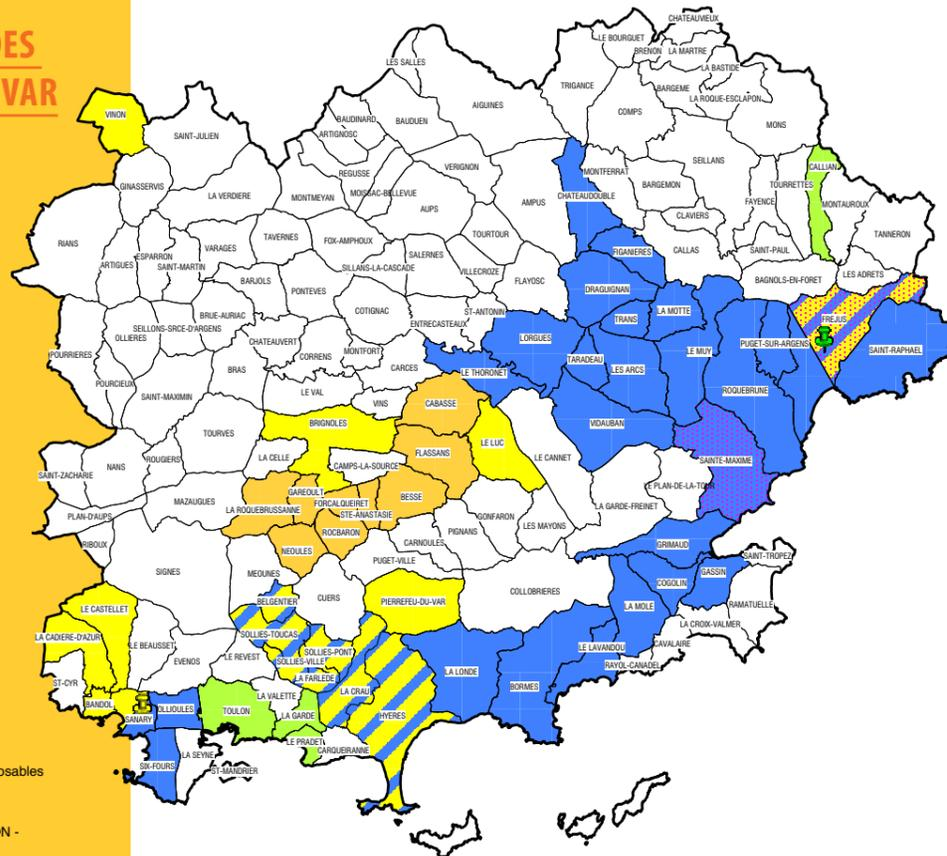 DES
VAR
CHATEAUVIEUX
LE BOURGUET
BRENON
LA MARTRE
LES SALLES
LA BASTIDE
TRIGANCE
BARGEME
LA ROQUE-ESCLAPON
AIGUINES
COMPS
VINON
BAUDINARD
BAUDUEN
MONS
SAINT-JULIEN
ARTIGNOSC
SEILLANS
VERIGNON
CALLIAN
REGUSSE
MONTFERRAT
GINASSERVIS
MOISSAC-BELLEVUE
BARGEMON
TOURRETTES
LA VERDIERE
MONTMEYAN
CHATEAUDOUBLE
AMPUS
FAYENCE
MONTAUROUX
AUPS
CLAVIERS
TOURTOUR
TANNERON
RIANS
VARAGES
TAVERNES
FOX-AMPHOUX
FIGANIERES
CALLAS
SAINT-PAUL
ESPARRON
SALERNES
ARTIGUES
SAINT-MARTIN
SILLANS-LA-CASCADE
VILLECROZE
LES ADRETS
BARJOLS
FLAYOSC
BAGNOLS-EN-FORET
PONTEVES
DRAGUIGNAN
COTIGNAC
ST-ANTONIN
LA MOTTE
BRUE-AURIAC
TRANS
FREJUS
ENTRECASTEAUX
SEILLONS-SRCE-D'ARGENS
OLLIERES
LORGUES
CHATEAUVERT
PUGET-SUR-ARGENS
MONTFORT
LE MUY
SAINT-RAPHAEL
POURRIERES
CORRENS
TARADEAU
BRAS
CARCES
LES ARCS
LE THORONET
POURCIEUX
ROQUEBRUNE
LE VAL
SAINT-MAXIMIN
VINS
CABASSE
BRIGNOLES
VIDAUBAN
TOURVES
LE LUC
FLASSANS
LA CELLE
LE CANNET
ROUGIERS
SAINTE-MAXIME
NANS
CAMPS-LA-SOURCE
SAINT-ZACHARIE
LE PLAN-DE-LA-TOUR
GAREOULT
BESSE
MAZAUGUES
FORCALQUEIRET
LA GARDE-FREINET
LA ROQUEBRUSSANNE
STE-ANASTASIE
PLAN-D'AUPS
GONFARON
LES MAYONS
ROCBARON
PIGNANS
RIBOUX
CARNOULES
GRIMAUD
NEOULES
SAINT-TROPEZ
PUGET-VILLE
SIGNES
MEOUNES
GASSIN
COGOLIN
COLLOBRIERES
CUERS
BELGENTIER
PIERREFEU-DU-VAR
LA MOLE
RAMATUELLE
LE CASTELLET
LA CROIX-VALMER
SOLLIES-TOUCAS
LA CADIERE-D'AZUR
LE BEAUSSET
CAVALAIRE
LE LAVANDOU
SOLLIES-PONT
LE REVEST
SOLLIES-VILLE
EVENOS
RAYOL-CANADEL
LA LONDE
LA FARLEDE
ST-CYR
BORMES
LA CRAU
LA VALETTE
BANDOL
OLLIOULES
TOULON
LA GARDE
HYERES
SANARY
LE PRADET
CARQUEIRANNE
LA SEYNE
SIX-FOURS
ST-MANDRIER
posables
ON -